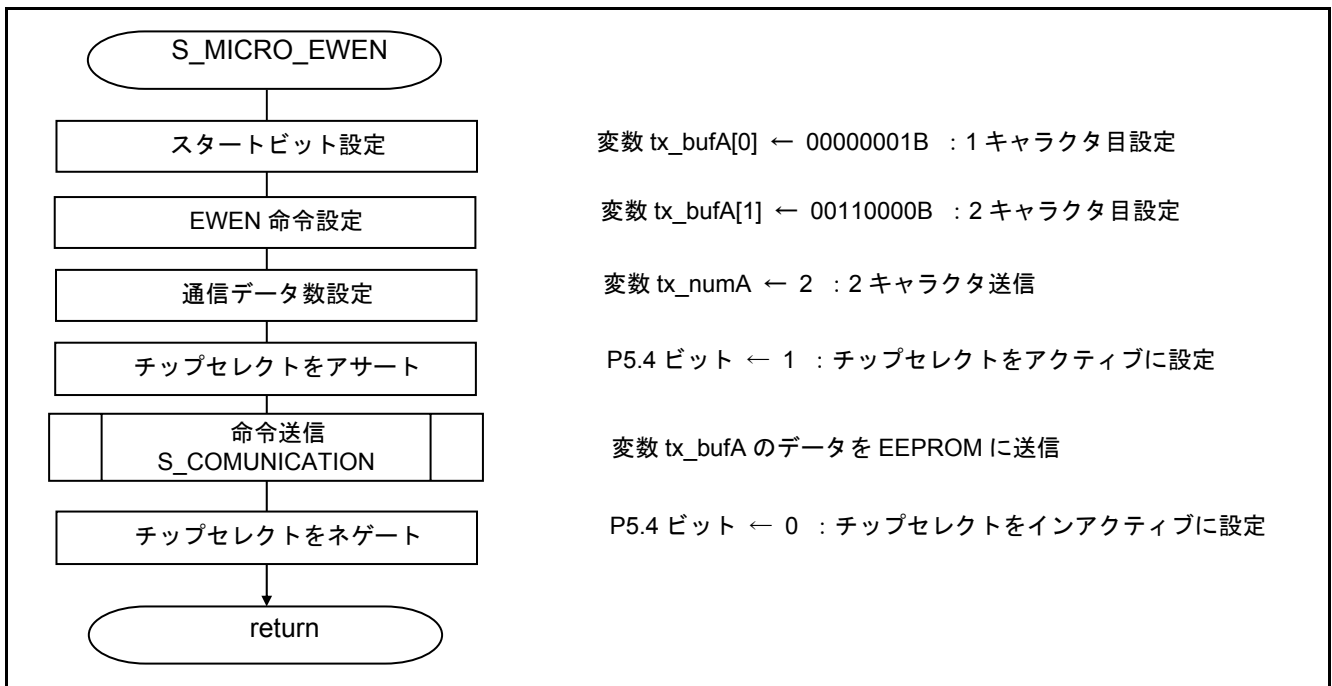 S_MICRO_EWEN
スタートビット設定
変数 tx_bufA[0] ← 00000001B :1 キャラクタ目設定
EWEN 命令設定
変数 tx_bufA[1] ← 00110000B :2 キャラクタ目設定
通信データ数設定
変数 tx_numA ← 2 :2 キャラクタ送信
チップセレクトをアサート
P5.4 ビット ← 1 :チップセレクトをアクティブに設定
命令送信
S_COMUNICATION
変数 tx_bufA のデータを EEPROM に送信
チップセレクトをネゲート
P5.4 ビット ← 0 :チップセレクトをインアクティブに設定
return